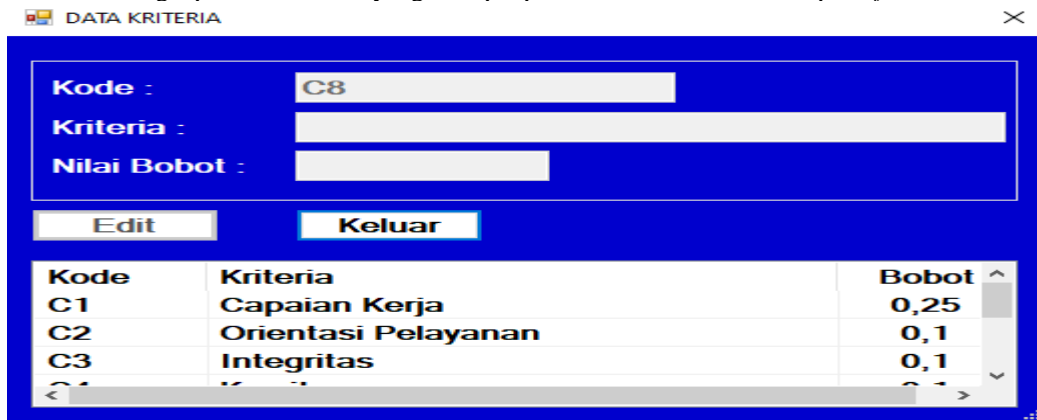 DATA KRITERIA
Kode : C8
Kriteria :
Nilai Bobot :
Edit Keluar
Kode Kriteria Bobot
C1 Capaian Kerja 0,25
C2 Orientasi Pelayanan 0,1
C3 Integritas 0,1